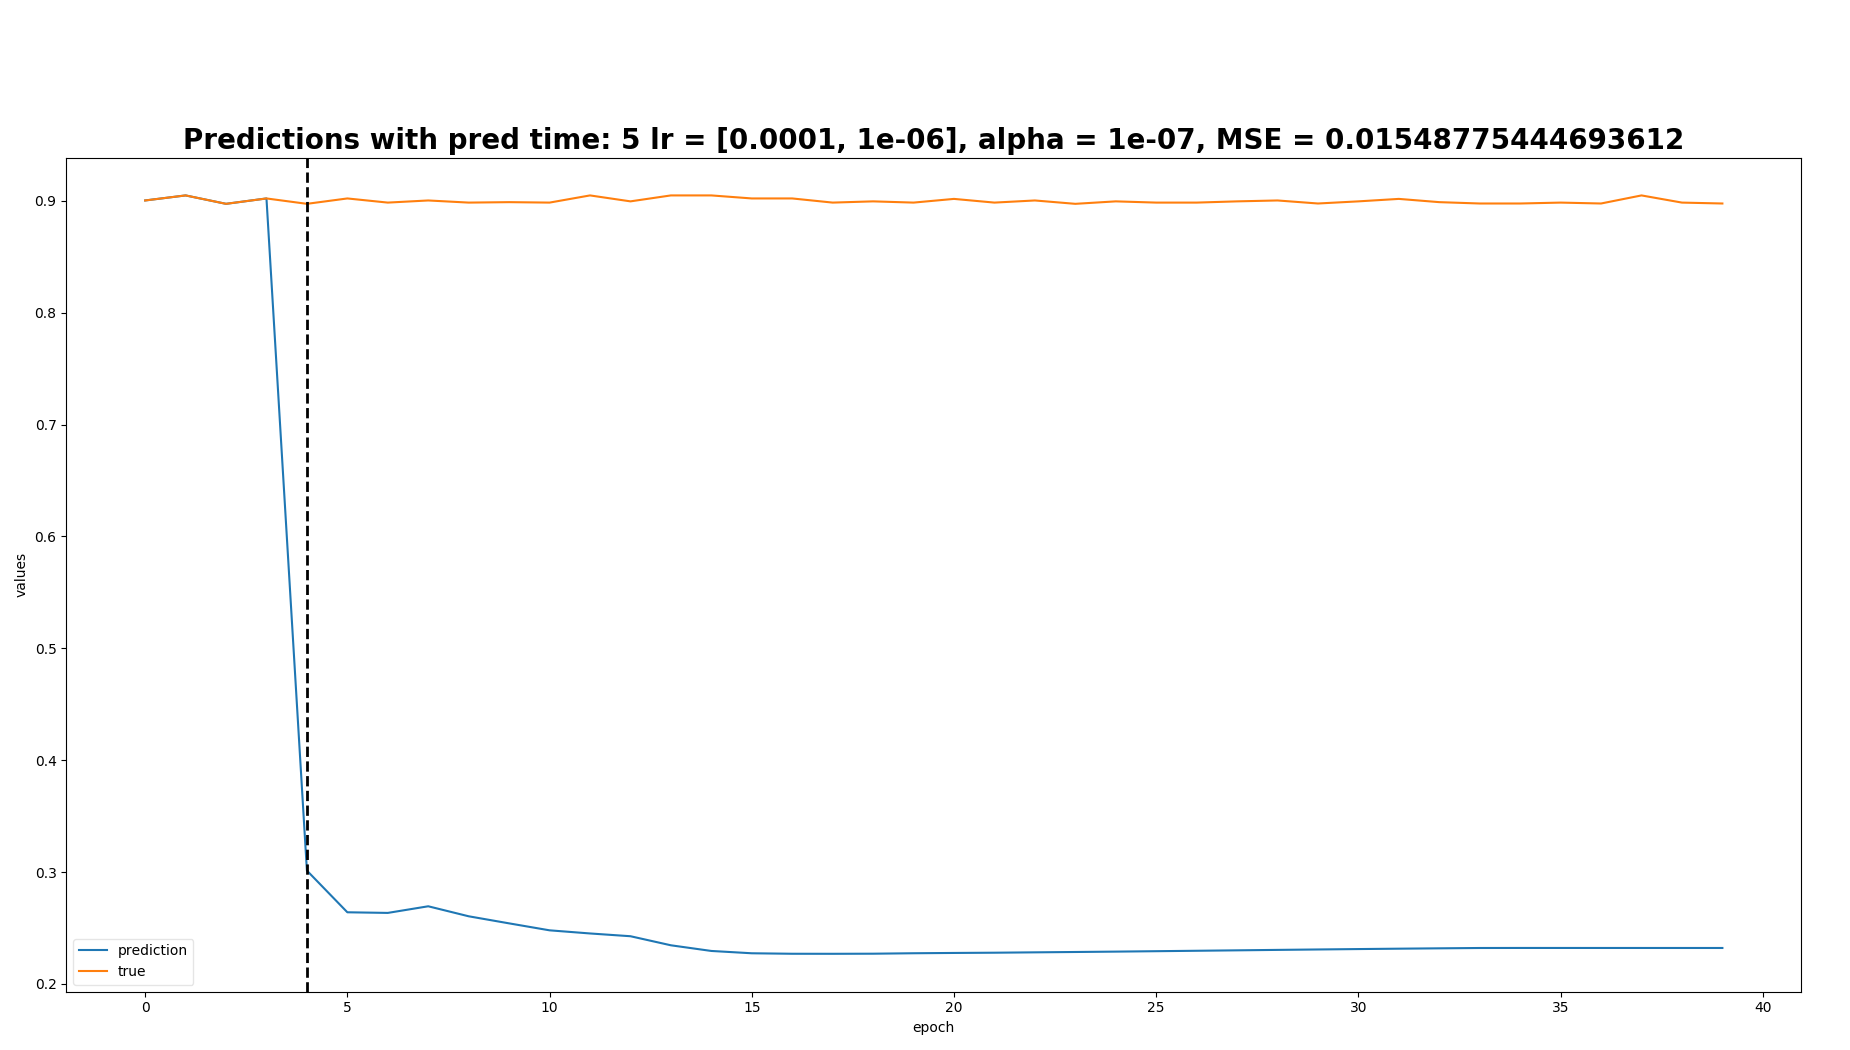 Predictions with pred time: 5 lr = [0.0001, 1e-06], alpha = 1e-07, MSE = 0.01548775444693612
0.9
0.8
0.7
0.6
0.5
0.4
0.3
0.2
values
prediction
true
0 5 10 15 20 25 30 35 40
epoch